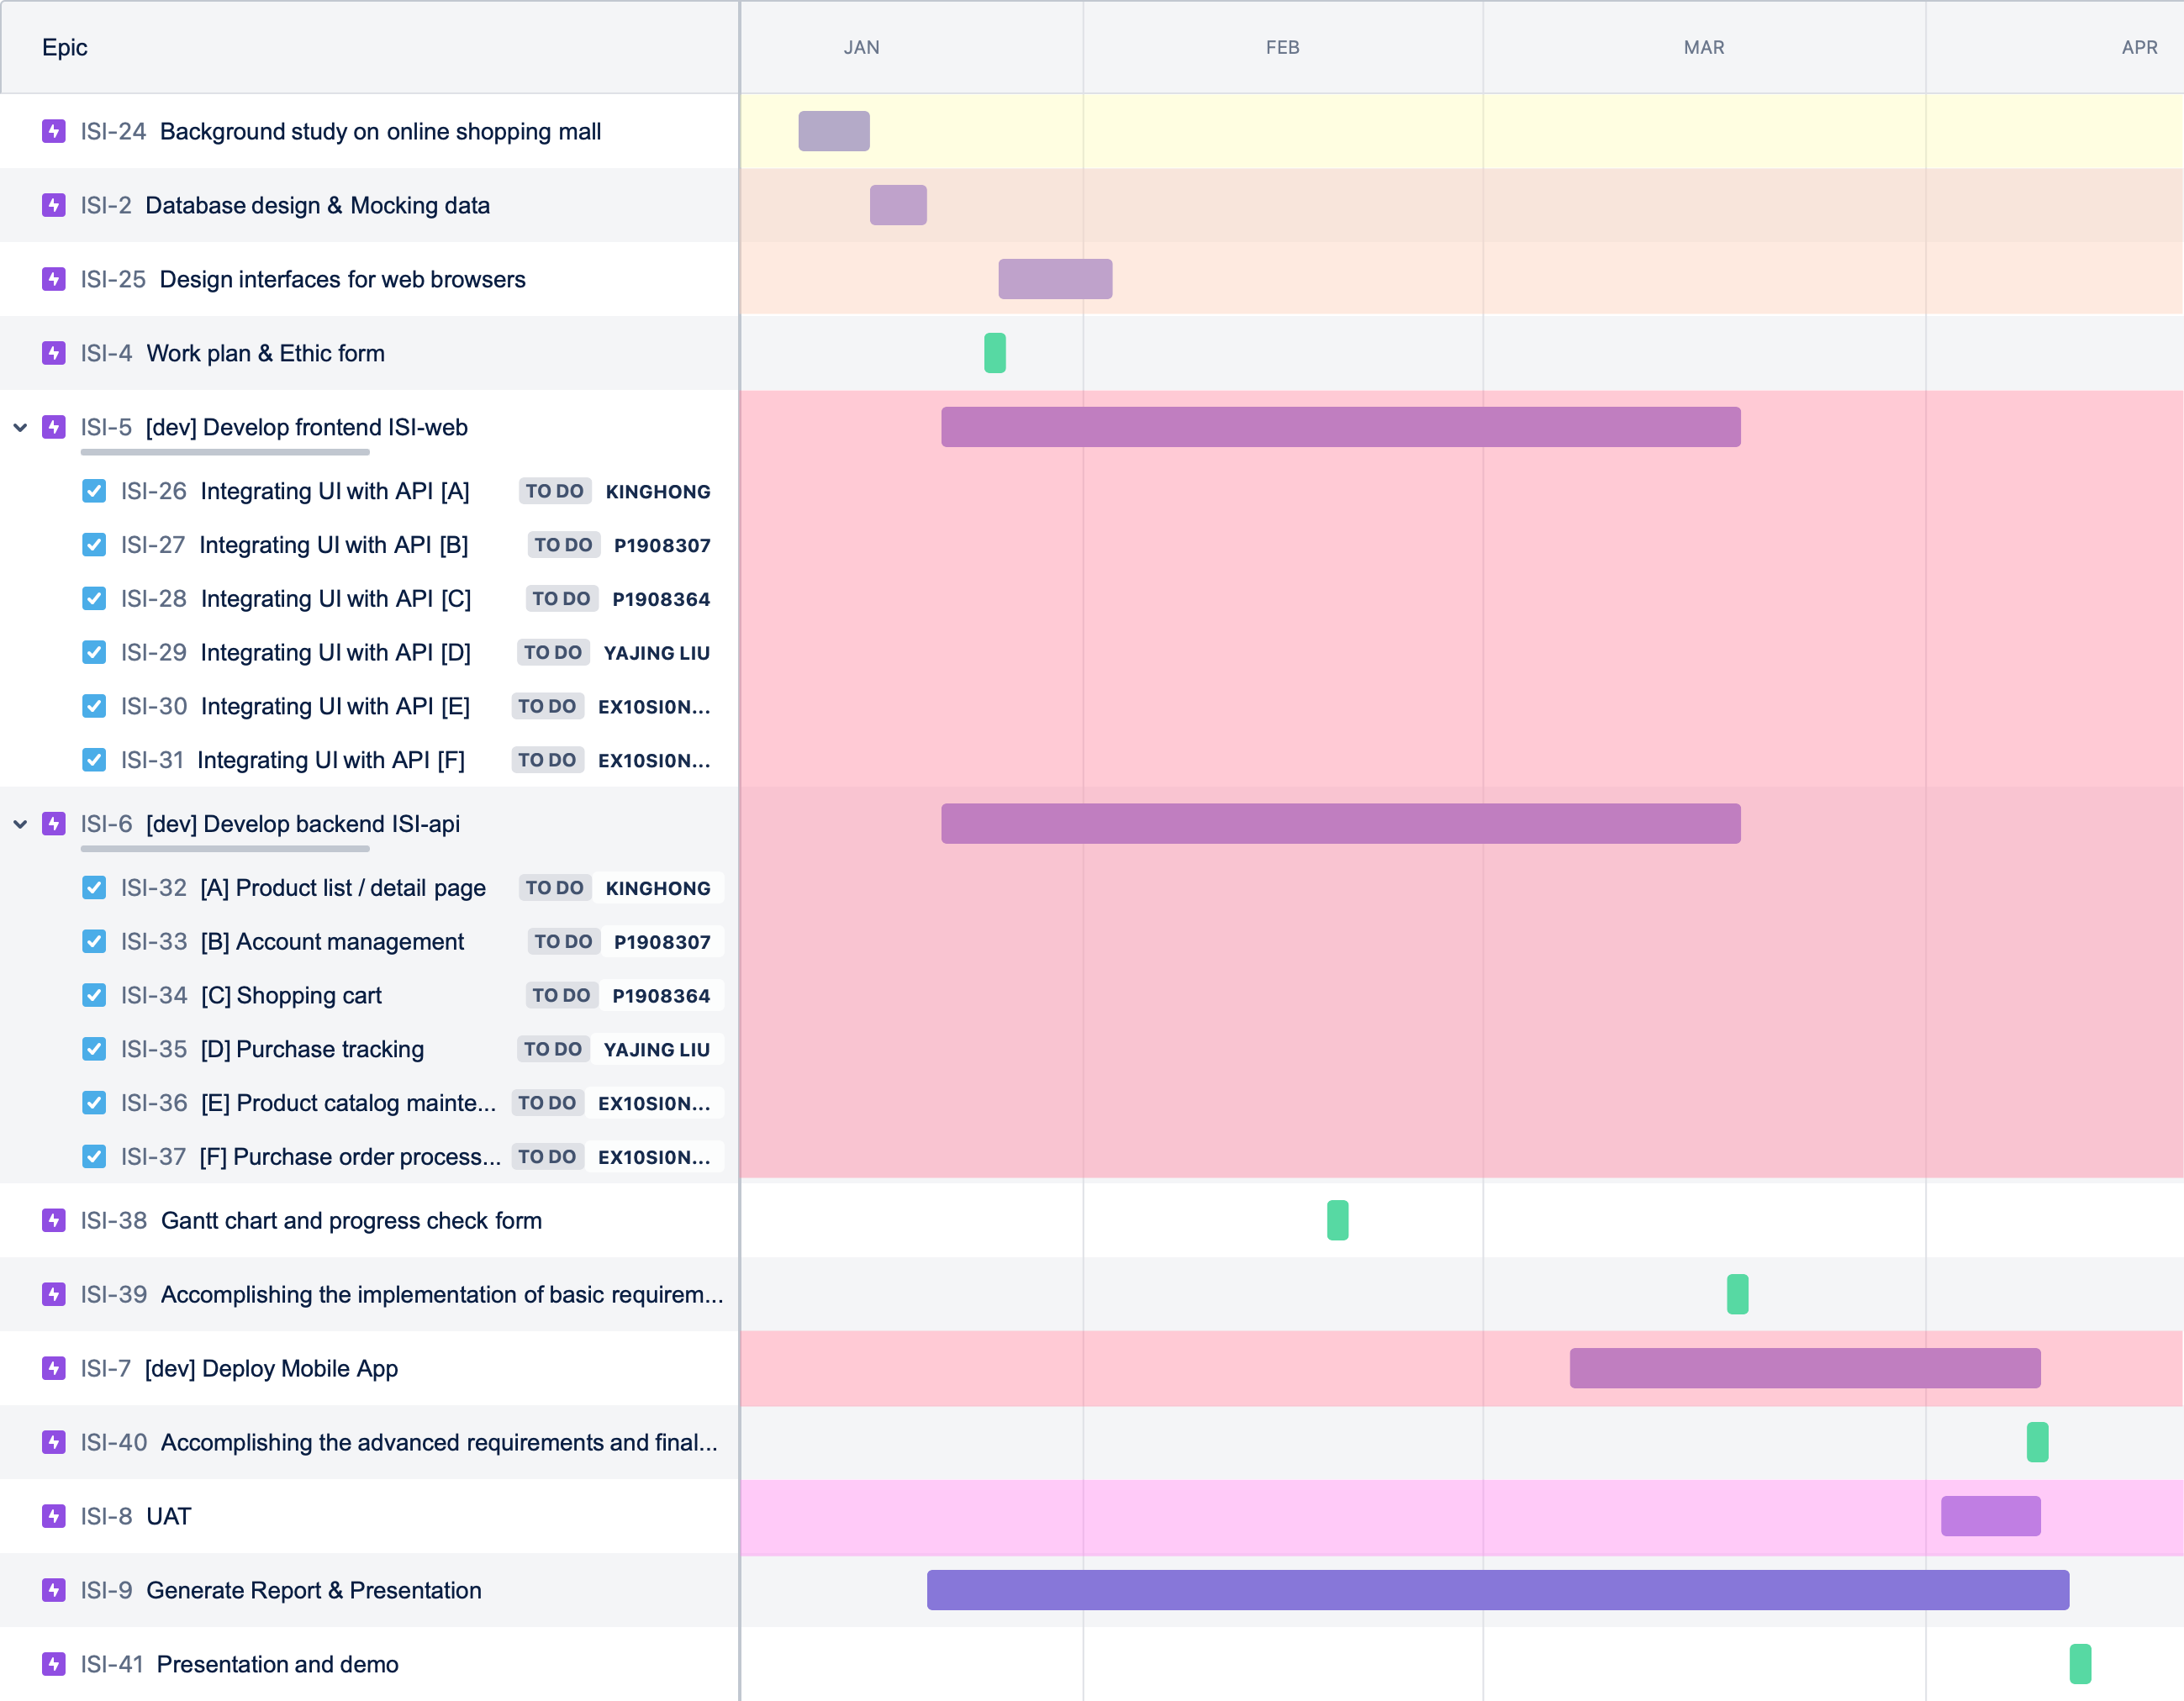 Epic JAN FEB MAR APR
ISI-24 Background study on online shopping mall
ISI-2 Database design & Mocking data
ISI-25 Design interfaces for web browsers
ISI-4 Work plan & Ethic form
ISI-5 [dev] Develop frontend ISI-web
ISI-26 Integrating UI with API [A] TO DO KINGHONG
ISI-27 Integrating UI with API [B] TO DO P1908307
ISI-28 Integrating UI with API [C] TO DO P1908364
ISI-29 Integrating UI with API [D] TO DO YAJING LIU
ISI-30 Integrating UI with API [E] TO DO EX10SI0N...
ISI-31 Integrating UI with API [F] TO DO EX10SI0N...
ISI-6 [dev] Develop backend ISI-api
ISI-32 [A] Product list / detail page TO DO KINGHONG
ISI-33 [B] Account management TO DO P1908307
ISI-34 [C] Shopping cart TO DO P1908364
ISI-35 [D] Purchase tracking TO DO YAJING LIU
ISI-36 [E] Product catalog mainte... TO DO EX10SI0N...
ISI-37 [F] Purchase order process... TO DO EX10SI0N...
ISI-38 Gantt chart and progress check form
ISI-39 Accomplishing the implementation of basic requirem...
ISI-7 [dev] Deploy Mobile App
ISI-40 Accomplishing the advanced requirements and final...
ISI-8 UAT
ISI-9 Generate Report & Presentation
ISI-41 Presentation and demo